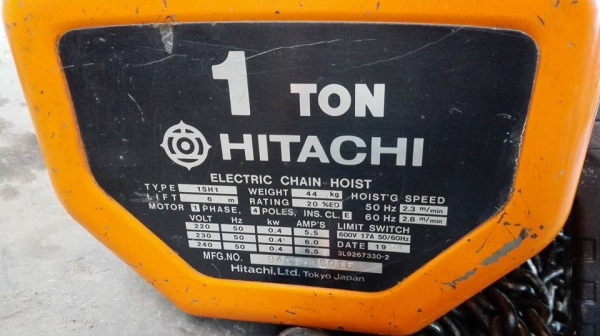 1 TON
HITACHI
ELECTRIC CHAIN HOIST
TYPE 1SH1 WEIGHT 44 kg HOIST'G SPEED
LIFT 6 m RATING 20 %ED 50 Hz 2.3 m/min
MOTOR 1 PHASE, 4 POLES, INS. CL. E 60 Hz 2.8 m/min
VOLT Hz kw AMP'S LIMIT SWITCH
220 50 0.4 5.5 600V 17A 50/60Hz
230 50 0.4 6.0 DATE 19
240 50 0.4 6.5 3L9267330-2
MFG.NO.
Hitachi, Ltd. Tokyo Japan